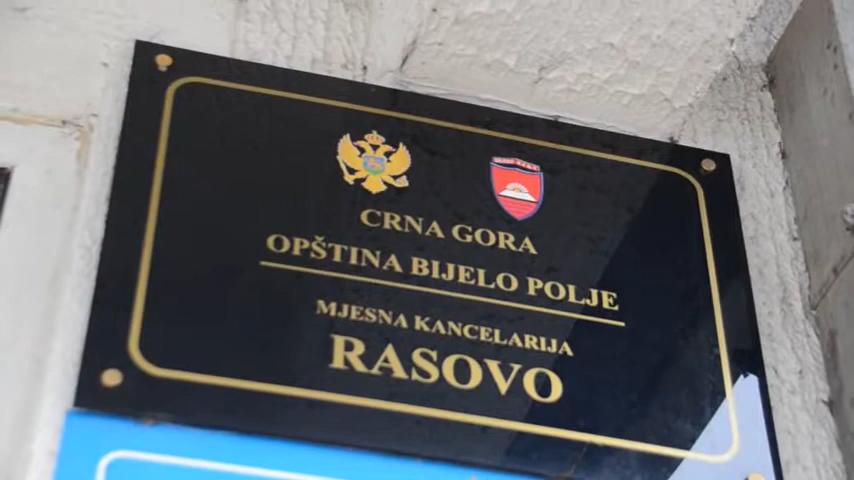 CRNA GORA
OPŠTINA BIJELO POLJE
MJESNA KANCELARIJA
RASOVO